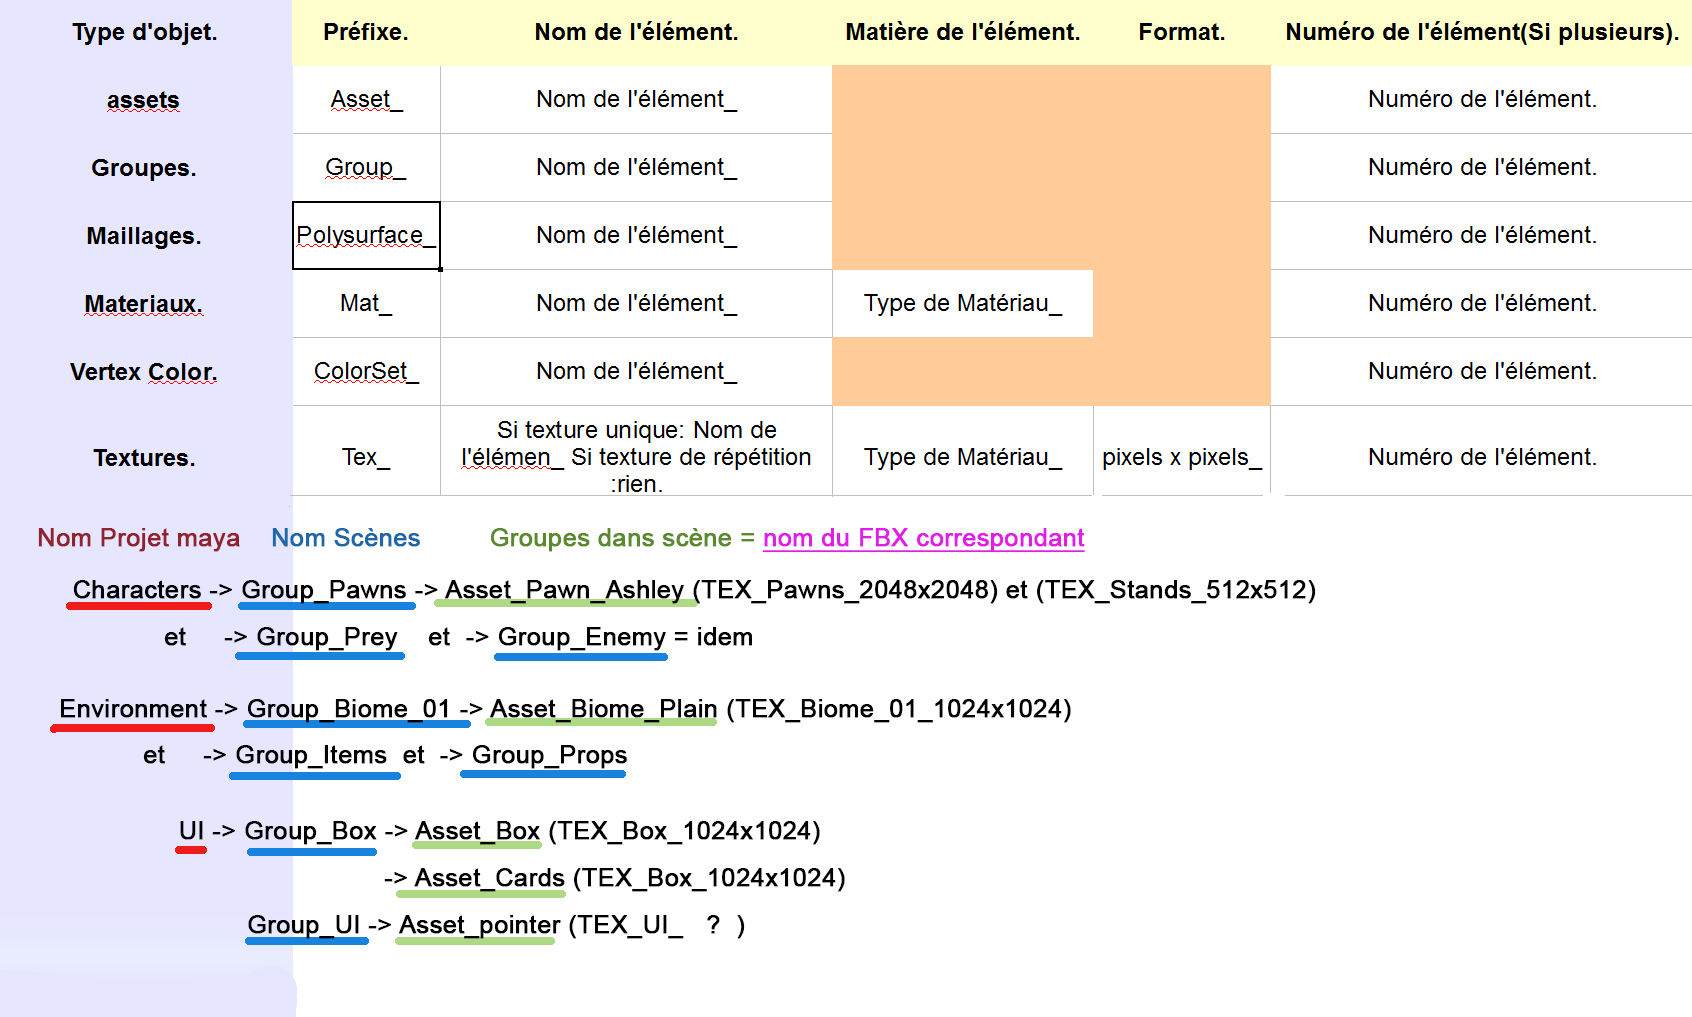 Type d'objet. Préfixe. Nom de l'élément. Matière de l'élément. Format. Numéro de l'élément(Si plusieurs).
assets Asset_ Nom de l'élément_ Numéro de l'élément.
Groupes. Group_ Nom de l'élément_ Numéro de l'élément.
Maillages. Polysurface_ Nom de l'élément_ Numéro de l'élément.
Materiaux. Mat_ Nom de l'élément_ Type de Matériau_ Numéro de l'élément.
Vertex Color. ColorSet_ Nom de l'élément_ Numéro de l'élément.
Si texture unique: Nom de
Textures. Tex_ l'élémen_ Si texture de répétition Type de Matériau_ pixels x pixels_ Numéro de l'élément.
:rien.
Nom Projet maya Nom Scènes Groupes dans scène = nom du FBX correspondant
Characters -> Group_Pawns -> Asset_Pawn_Ashley (TEX_Pawns_2048x2048) et (TEX_Stands_512x512)
et -> Group_Prey et -> Group_Enemy = idem
Environment -> Group_Biome_01 -> Asset_Biome_Plain (TEX_Biome_01_1024x1024)
et -> Group_Items et -> Group_Props
UI -> Group_Box -> Asset_Box (TEX_Box_1024x1024)
-> Asset_Cards (TEX_Box_1024x1024)
Group_UI -> Asset_pointer (TEX_UI_ ? )